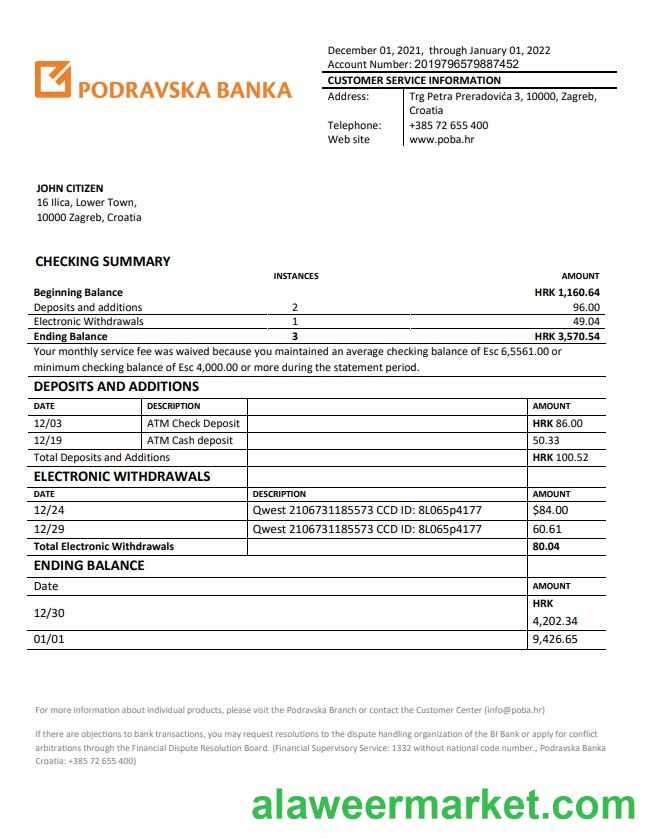 December 01, 2021, through January 01, 2022
Account Number: 2019796579887452
CUSTOMER SERVICE INFORMATION
Address: Trg Petra Preradovića 3, 10000, Zagreb,
Croatia
Telephone: +385 72 655 400
Web site www.poba.hr
PODRAVSKA BANKA
JOHN CITIZEN
16 Ilica, Lower Town,
10000 Zagreb, Croatia
CHECKING SUMMARY
INSTANCES AMOUNT
Beginning Balance HRK 1,160.64
Deposits and additions 2 96.00
Electronic Withdrawals 1 49.04
Ending Balance 3 HRK 3,570.54
Your monthly service fee was waived because you maintained an average checking balance of Esc 6,5561.00 or
minimum checking balance of Esc 4,000.00 or more during the statement period.
DEPOSITS AND ADDITIONS
DATE DESCRIPTION AMOUNT
12/03 ATM Check Deposit HRK 86.00
12/19 ATM Cash deposit 50.33
Total Deposits and Additions HRK 100.52
ELECTRONIC WITHDRAWALS
DATE DESCRIPTION AMOUNT
12/24 Qwest 2106731185573 CCD ID: 8L065p4177 $84.00
12/29 Qwest 2106731185573 CCD ID: 8L065p4177 60.61
Total Electronic Withdrawals 80.04
ENDING BALANCE
Date AMOUNT
12/30 HRK
4,202.34
01/01 9,426.65
For more information about individual products, please visit the Podravska Branch or contact the Customer Center (info@poba.hr)
If there are objections to bank transactions, you may request resolutions to the dispute handling organization of the BI Bank or apply for conflict
arbitrations through the Financial Dispute Resolution Board. (Financial Supervisory Service: 1332 without national code number., Podravska Banka
Croatia: +385 72 655 400)
alaweermarket.com